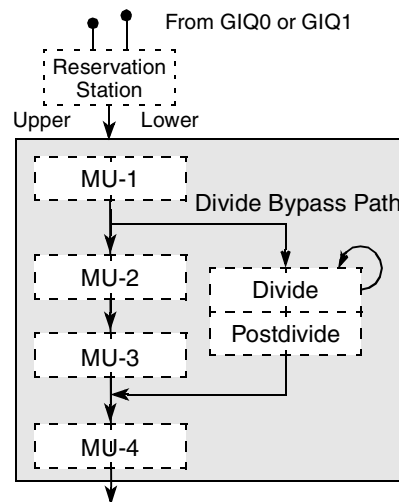 From GIQ0 or GIQ1
Reservation
Station
Upper
Lower
MU-1
Divide Bypass Path
MU-2
Divide
Postdivide
MU-3
MU-4